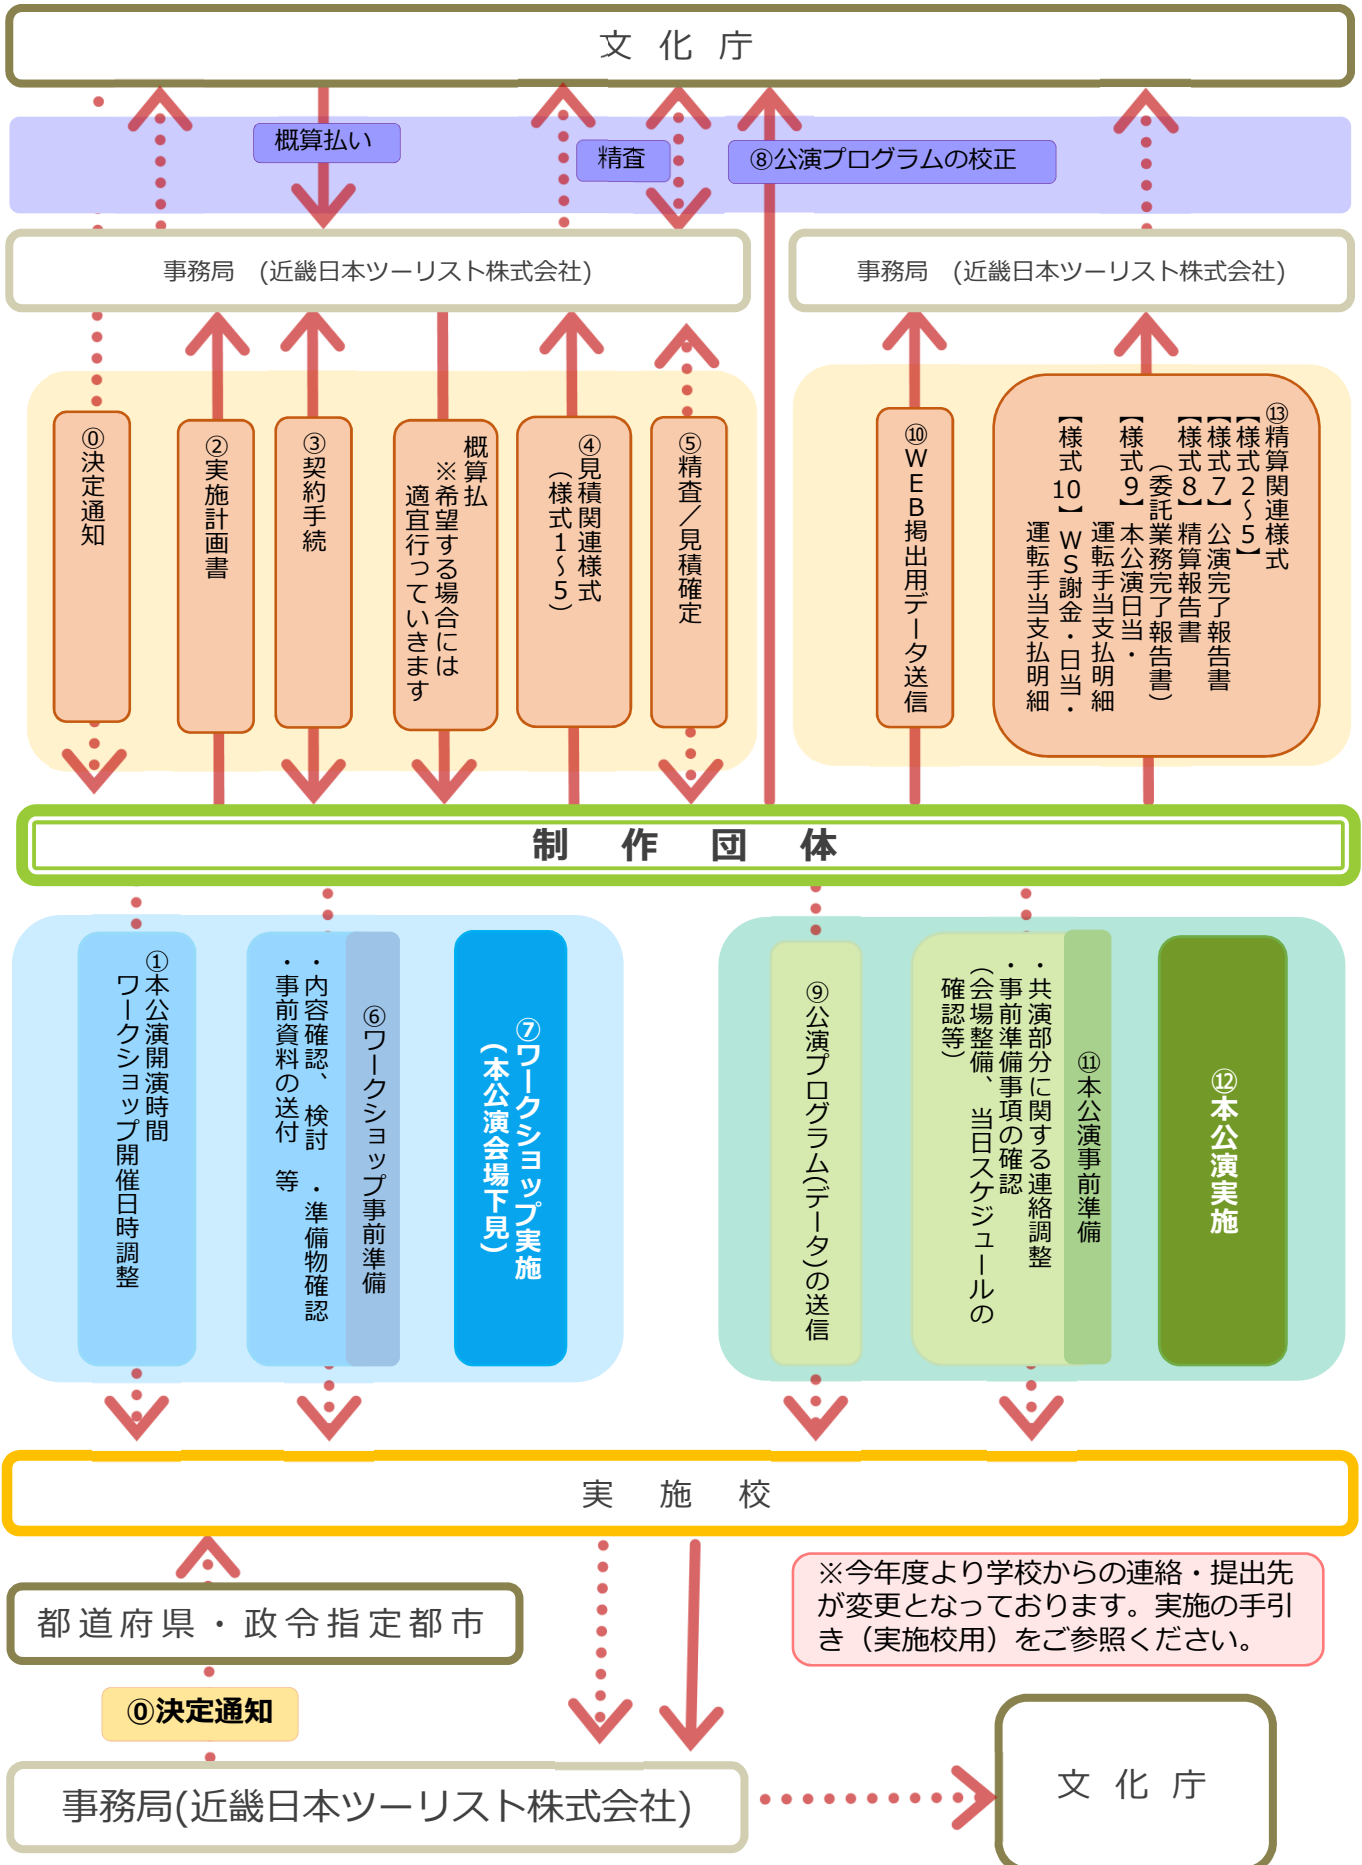 文化庁
概算払い
精査
⑧公演プログラムの校正
事務局　(近畿日本ツーリスト株式会社)
事務局　(近畿日本ツーリスト株式会社)
⓪決定通知
②実施計画書
③契約手続
概算払
※希望する場合には
適宜行っていきます
④見積関連様式
（様式１～５）
⑤精査／見積確定
⑩ＷＥＢ掲出用データ送信
⑬精算関連様式
【様式２～５】
【様式７】公演完了報告書
【様式８】精算報告書
（委託業務完了報告書）
【様式９】本公演日当・
運転手当支払明細
【様式10】ＷＳ謝金・日当・
運転手当支払明細
制作団体
①本公演開演時間
ワークショップ開催日時調整
⑥ワークショップ事前準備
・内容確認、検討　・準備物確認
・事前資料の送付　等
⑦ワークショップ実施
(本公演会場下見)
⑨公演プログラム(データ)の送信
⑪本公演事前準備
・共演部分に関する連絡調整
・事前準備事項の確認
（会場整備、当日スケジュールの
確認等）
⑫本公演実施
実施校
都道府県・政令指定都市
⓪決定通知
※今年度より学校からの連絡・提出先
が変更となっております。実施の手引
き（実施校用）をご参照ください。
事務局(近畿日本ツーリスト株式会社)
文化庁